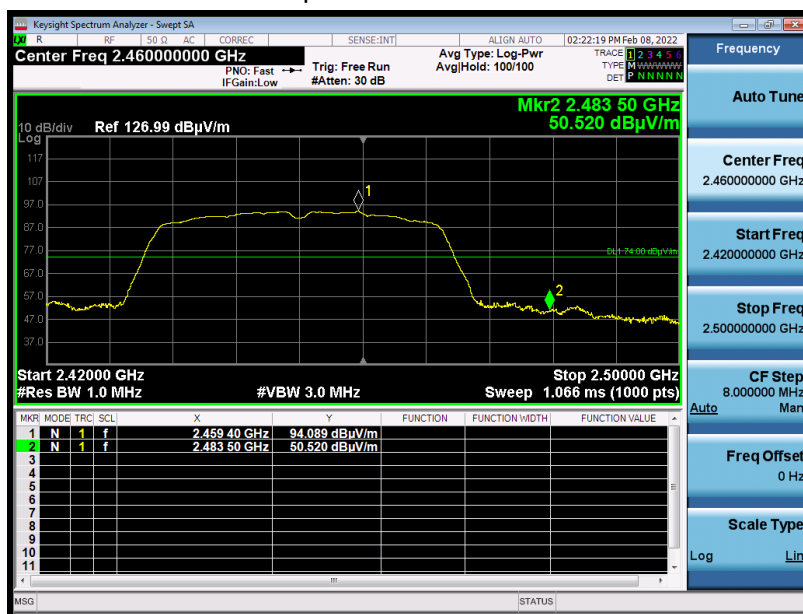 Keysight Spectrum Analyzer - Swept SA
LXI R RF 50 Ω AC CORREC SENSE:INT ALIGN AUTO 02:22:19 PM Feb 08, 2022
Center Freq 2.460000000 GHz
PNO: Fast
IFGain:Low
Trig: Free Run
#Atten: 30 dB
Avg Type: Log-Pwr
Avg|Hold: 100/100
TRACE 1 2 3 4 5 6
TYPE M WWWWW
DET P N N N N N
Mkr2 2.483 50 GHz
50.520 dBµV/m
10 dB/div Ref 126.99 dBµV/m
Log
117
107
97.0
87.0
77.0
67.0
57.0
47.0
37.0
1
DL1 74.00 dBµV/m
2
Start 2.42000 GHz Stop 2.50000 GHz
#Res BW 1.0 MHz #VBW 3.0 MHz Sweep 1.066 ms (1000 pts)
MKR MODE TRC SCL X Y FUNCTION FUNCTION WIDTH FUNCTION VALUE
1 N 1 f 2.459 40 GHz 94.089 dBµV/m
2 N 1 f 2.483 50 GHz 50.520 dBµV/m
3
4
5
6
7
8
9
10
11
MSG STATUS
Frequency
Auto Tune
Center Freq
2.460000000 GHz
Start Freq
2.420000000 GHz
Stop Freq
2.500000000 GHz
CF Step
8.000000 MHz
Auto Man
Freq Offset
0 Hz
Scale Type
Log Lin